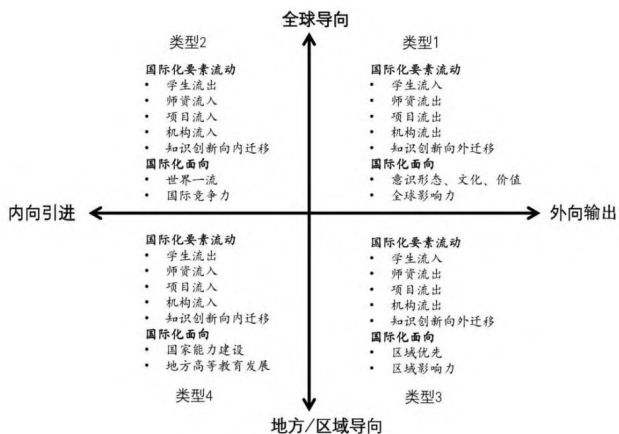 全球导向
类型2
国际化要素流动
• 学生流出
• 师资流入
• 项目流入
• 机构流入
• 知识创新向内迁移
国际化面向
• 世界一流
• 国际竞争力
类型1
国际化要素流动
• 学生流入
• 师资流出
• 项目流出
• 机构流出
• 知识创新向外迁移
国际化面向
• 意识形态、文化、价值
• 全球影响力
内向引进
外向输出
国际化要素流动
• 学生流出
• 师资流入
• 项目流入
• 机构流入
• 知识创新向内迁移
国际化面向
• 国家能力建设
• 地方高等教育发展
类型4
国际化要素流动
• 学生流入
• 师资流出
• 项目流出
• 机构流出
• 知识创新向外迁移
国际化面向
• 区域优先
• 区域影响力
类型3
地方/区域导向